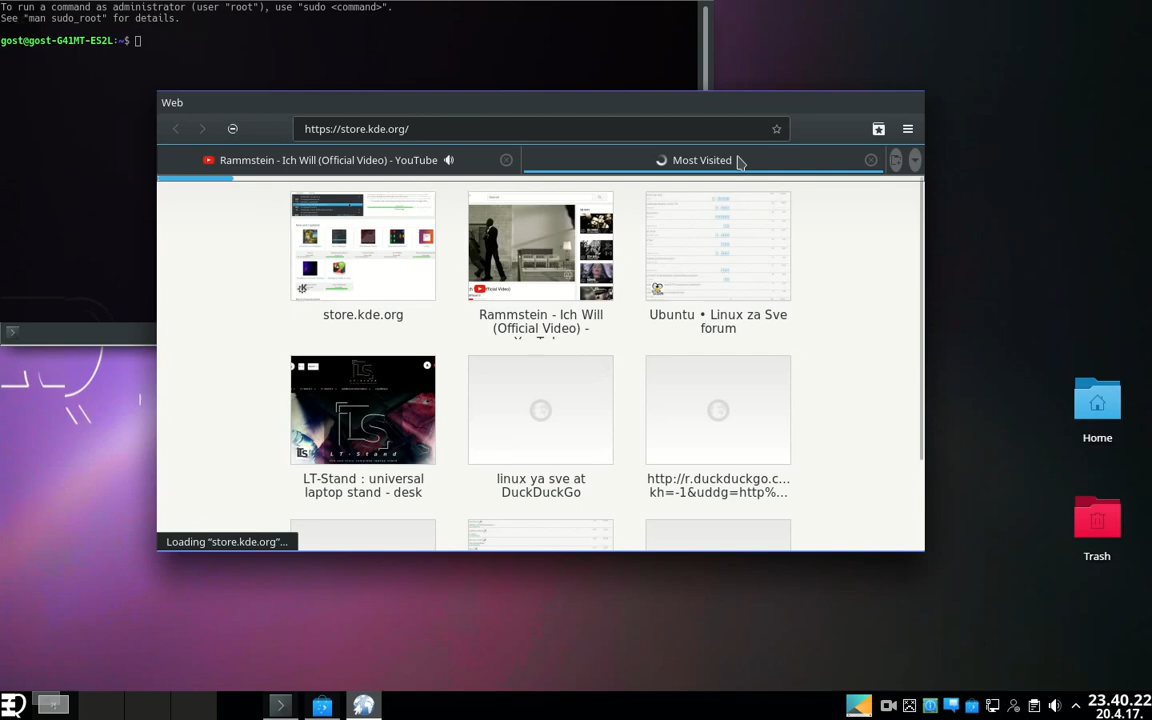 To run a command as administrator (user "root"), use "sudo <command>".
See "man sudo_root" for details.
gost@gost-G41MT-ES2L:~$
Web
https://store.kde.org/
Rammstein - Ich Will (Official Video) - YouTube
Most Visited
store.kde.org
Rammstein - Ich Will
(Official Video) -
Ubuntu • Linux za Sve
forum
LT-Stand : universal
laptop stand - desk
linux ya sve at
DuckDuckGo
http://r.duckduckgo.c...
kh=-1&uddg=http%...
Loading “store.kde.org”...
Home
Trash
23.40.22
20.4.17.